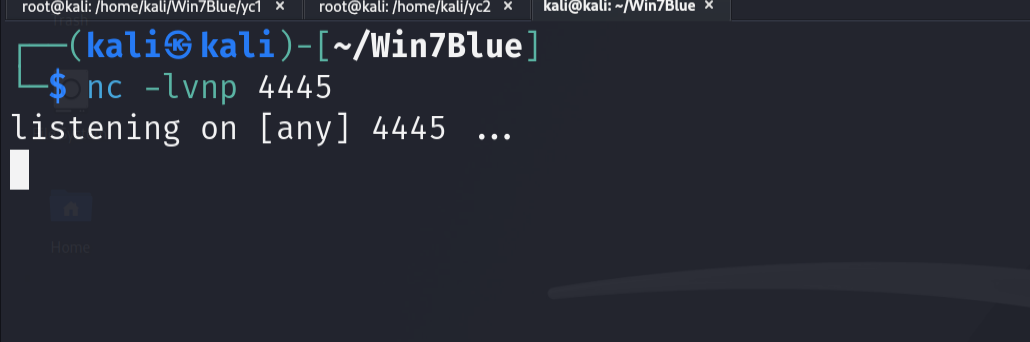 root@kali: /home/kali/Win7Blue/yc1 × root@kali: /home/kali/yc2 × kali@kali: ~/Win7Blue ×
Trash
┌──(kali㉿kali)-[~/Win7Blue]
└─$ nc -lvnp 4445
listening on [any] 4445 ...
Home